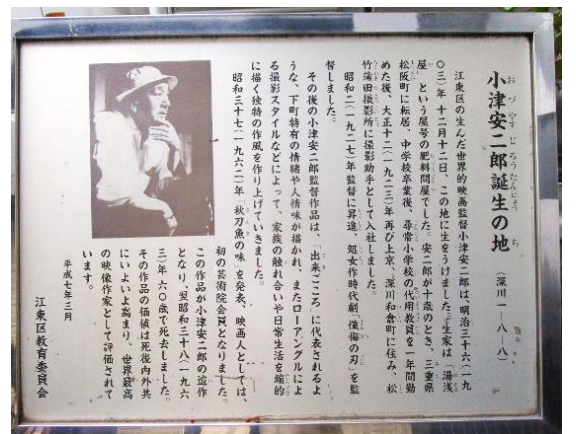 小津安二郎誕生の地 (深川一―八―八)
江東区の生んだ世界的映画監督小津安二郎は、明治三十六(一九
〇三)年 十二月十二日、この地に生をうけました。生家は「湯浅
屋」という屋号の肥料問屋でした。安二郎が十歳のとき、三重県
松阪町に転居、中学校卒業後、尋常小学校の代用教員を一年間勤
めた後、大正十二(一九二三)年再び上京、深川和倉町に住み、松
竹蒲田撮影所に撮影助手として入社しました。
昭和二(一九二七)年監督に昇進、処女作時代劇「懺悔の刃」を監
督しました。
その後の小津安二郎監督作品は、「出来ごころ」に代表されるよ
うな、下町特有の情緒や人情味が描かれ、またローアングルによ
る撮影スタイルなどによって、家族の触れ合いや日常生活を端的
に描く独特の作風を作り上げていきました。
昭和三十七(一九六二)年「秋刀魚の味」を発表、映画人としては、
初の芸術院会員となりました。
この作品が小津安二郎の遺作
となり、翌昭和三十八(一九六
三)年六〇歳で死去しました。
その作品の価値は死後内外共
にいよいよ高まり、世界最高
の映像作家として評価されて
います。
平成七年三月
江東区教育委員会